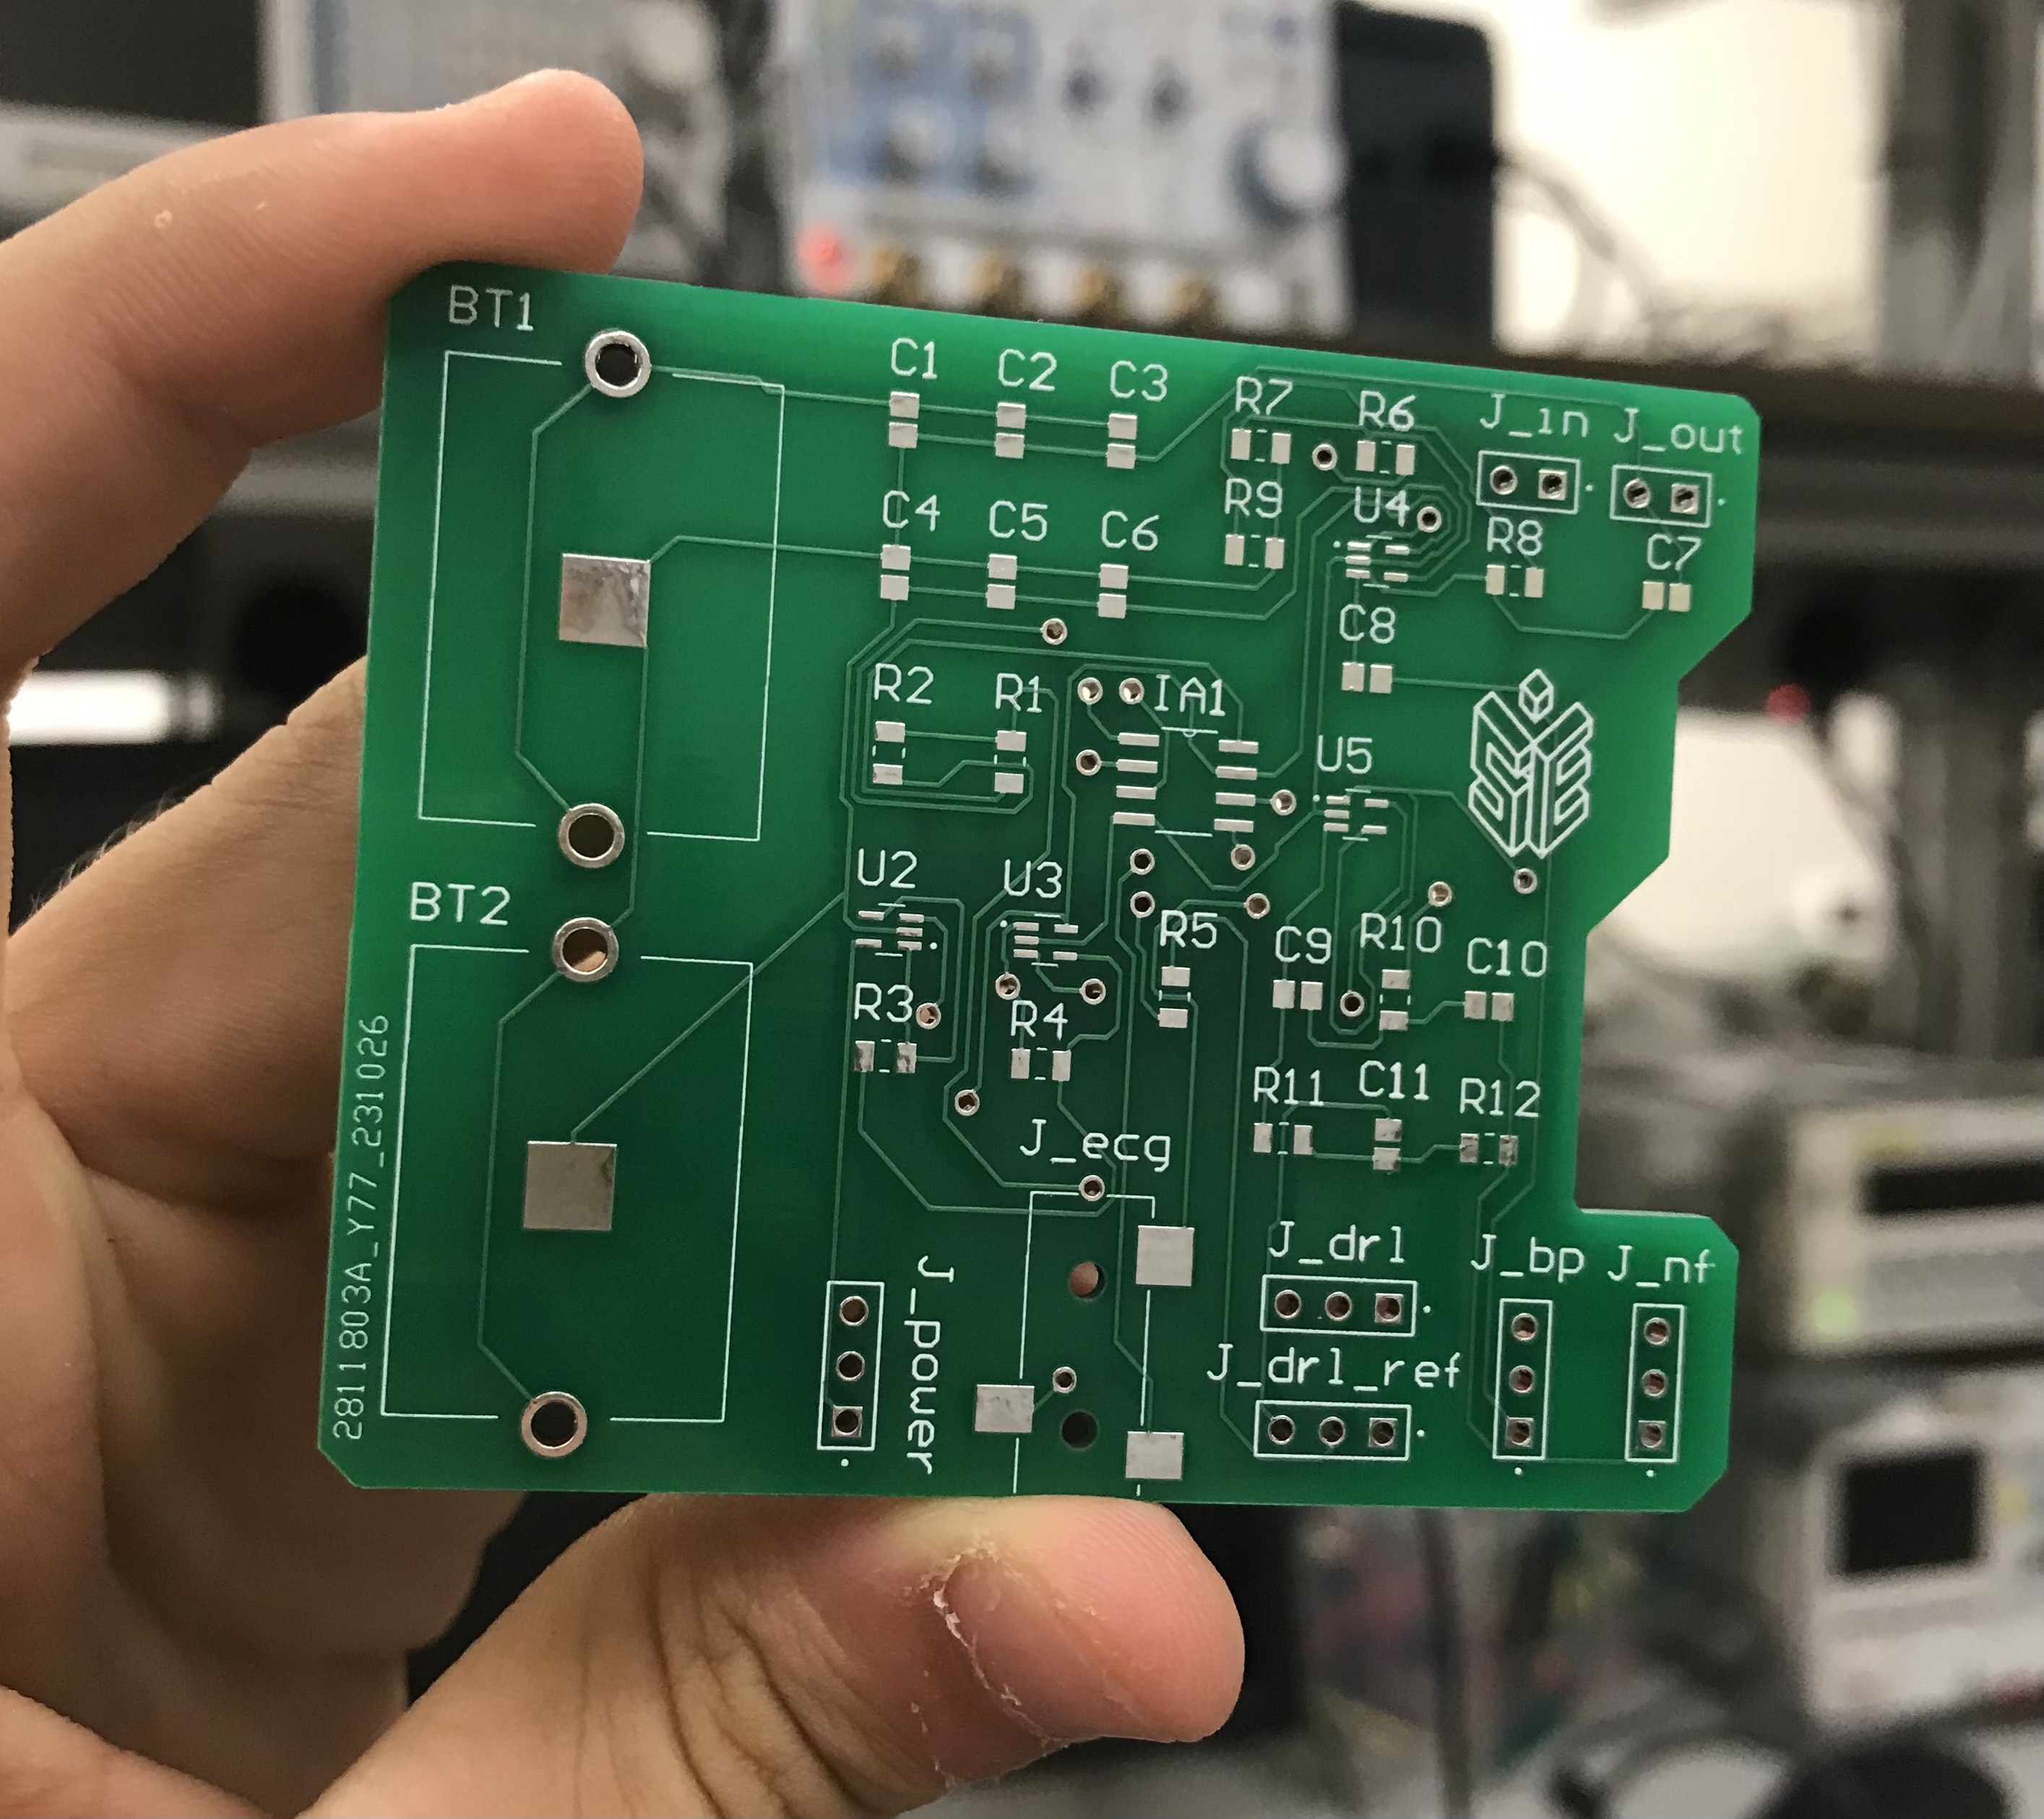 BT1
C1 C2 C3
R7 R6 J_in J_out
C4 C5 C6 R9 U4 R8 C7
C8
R2 R1 IA1
U5
SIE
BT2 U2 U3
R5 C9 R10 C10
R3 R4
R11 C11 R12
J_ecg
J_drl J_bp J_nf
J_power
J_drl_ref
2811803A_Y77_231026